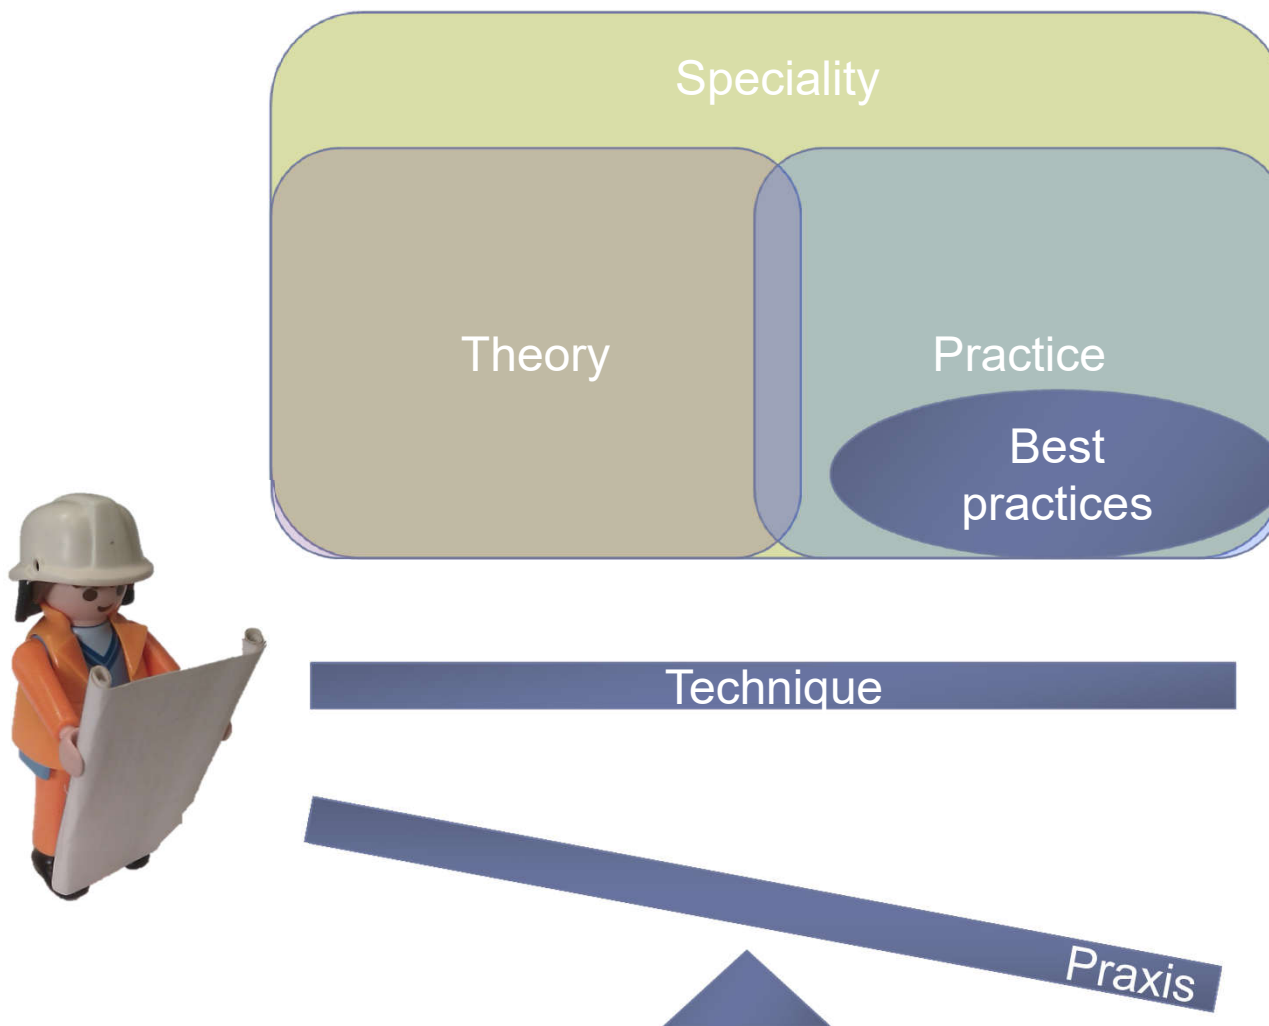 Speciality
Theory
Practice
Best
practices
Technique
Praxis